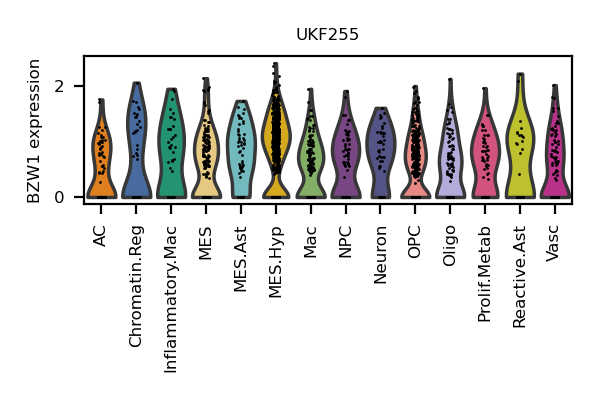 UKF255
BZW1 expression
2
0
AC
Chromatin.Reg
Inflammatory.Mac
MES
MES.Ast
MES.Hyp
Mac
NPC
Neuron
OPC
Oligo
Prolif.Metab
Reactive.Ast
Vasc